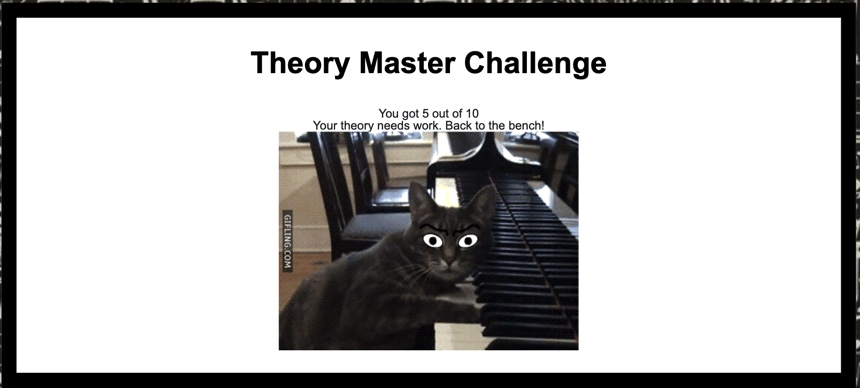 Theory Master Challenge
You got 5 out of 10
Your theory needs work. Back to the bench!
GIFLING.COM